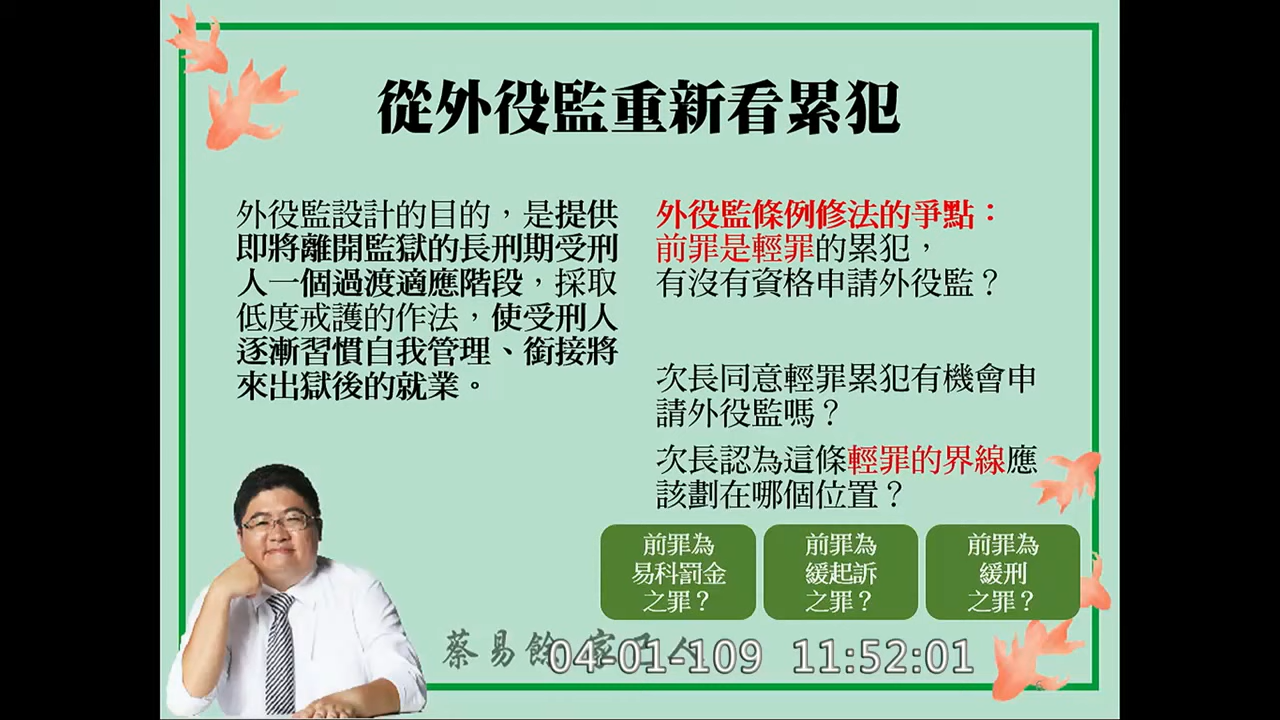 從外役監重新看累犯
外役監設計的目的，是提供
即將離開監獄的長刑期受刑
人一個過渡適應階段，採取
低度戒護的作法，使受刑人
逐漸習慣自我管理、銜接將
來出獄後的就業。
外役監條例修法的爭點：
前罪是輕罪的累犯，
有沒有資格申請外役監？
次長同意輕罪累犯有機會申
請外役監嗎？
次長認為這條輕罪的界線應
該劃在哪個位置？
前罪為
易科罰金
之罪？
前罪為
緩起訴
之罪？
前罪為
緩刑
之罪？
蔡易餘 家
04-01-109 11:52:01